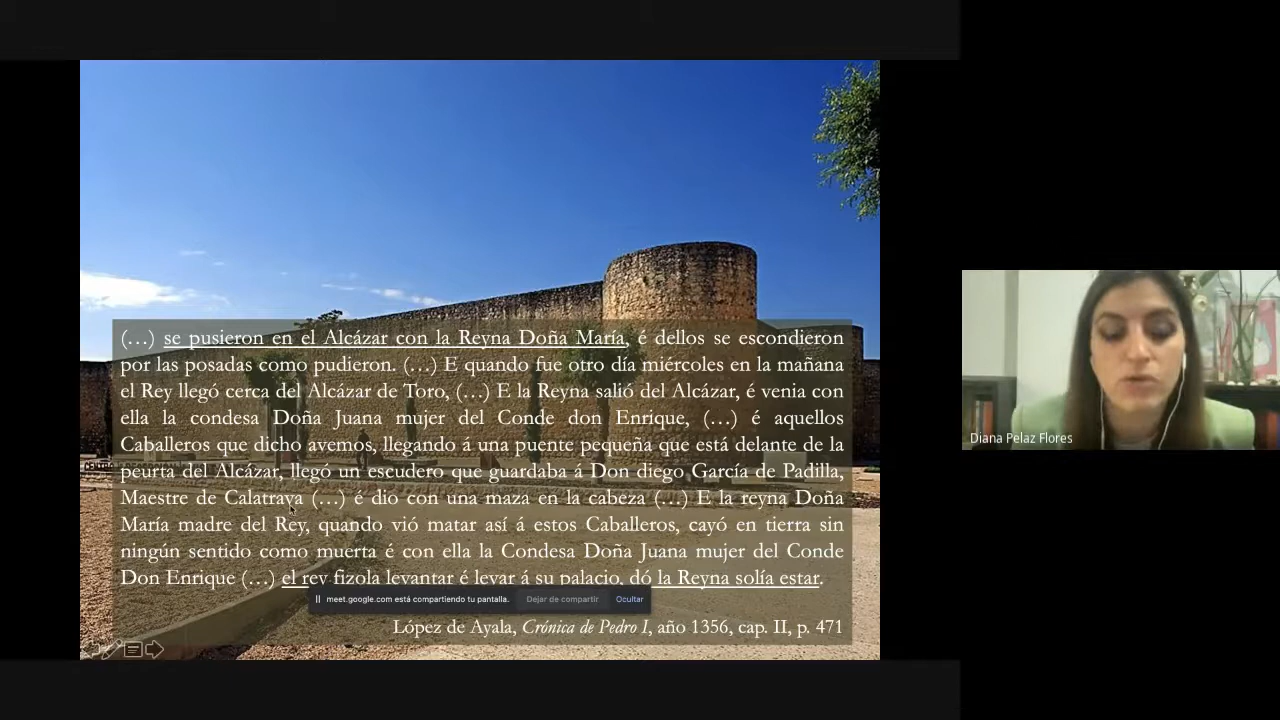 (…) se pusieron en el Alcázar con la Reyna Doña María, é dellos se escondieron
por las posadas como pudieron. (…) E quando fue otro día miércoles en la mañana
el Rey llegó cerca del Alcázar de Toro, (…) E la Reyna salió del Alcázar, é venia con
ella la condesa Doña Juana mujer del Conde don Enrique, (…) é aquellos
Caballeros que dicho avemos, llegando á una puente pequeña que está delante de la
peurta del Alcázar, llegó un escudero que guardaba á Don diego García de Padilla,
Maestre de Calatrava (…) é dio con una maza en la cabeza (…) E la reyna Doña
María madre del Rey, quando vió matar así á estos Caballeros, cayó en tierra sin
ningún sentido como muerta é con ella la Condesa Doña Juana mujer del Conde
Don Enrique (…) el rey fizola levantar é levar á su palacio, dó la Reyna solía estar.
meet.google.com está compartiendo tu pantalla. Dejar de compartir Ocultar
López de Ayala, Crónica de Pedro I, año 1356, cap. II, p. 471
Diana Pelaz Flores